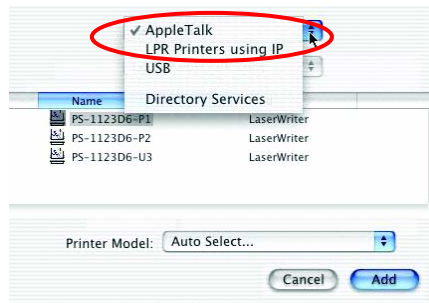 ✓ AppleTalk
LPR Printers using IP
USB
Directory Services
Name
PS-1123D6-P1 LaserWriter
PS-1123D6-P2 LaserWriter
PS-1123D6-U3 LaserWriter
Printer Model: Auto Select...
Cancel Add